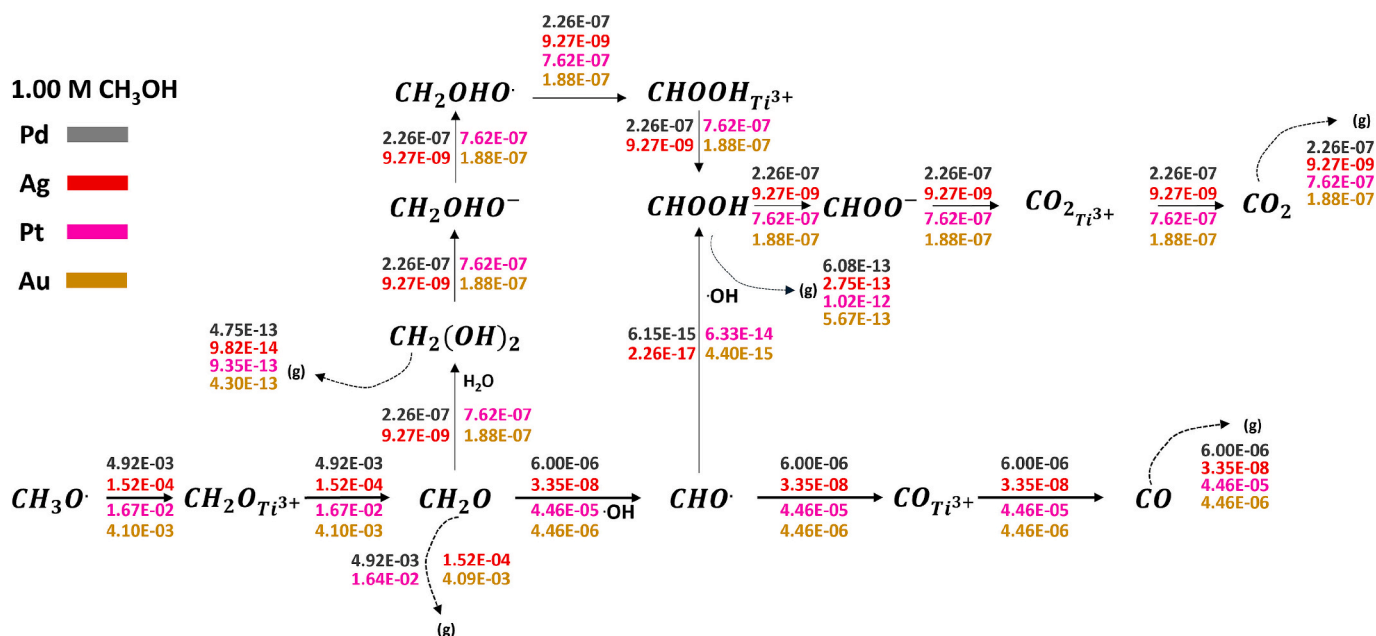 1.00 M CH₃OH
Pd
Ag
Pt
Au
2.26E-07
9.27E-09
7.62E-07
1.88E-07
CH₂OHO·
CHOOH_Ti³⁺
2.26E-07 7.62E-07
9.27E-09 1.88E-07
2.26E-07 7.62E-07
9.27E-09 1.88E-07
(g)
2.26E-07
9.27E-09
7.62E-07
1.88E-07
CH₂OHO⁻
CHOOH
2.26E-07
9.27E-09
7.62E-07
1.88E-07
CHOO⁻
2.26E-07
9.27E-09
7.62E-07
1.88E-07
CO₂_Ti³⁺
2.26E-07
9.27E-09
7.62E-07
1.88E-07
CO₂
2.26E-07 7.62E-07
9.27E-09 1.88E-07
·OH
(g)
6.08E-13
2.75E-13
1.02E-12
5.67E-13
CH₂(OH)₂
4.75E-13
9.82E-14
9.35E-13
4.30E-13
(g)
6.15E-15 6.33E-14
2.26E-17 4.40E-15
H₂O
2.26E-07 7.62E-07
9.27E-09 1.88E-07
CH₃O·
4.92E-03
1.52E-04
1.67E-02
4.10E-03
CH₂O_Ti³⁺
4.92E-03
1.52E-04
1.67E-02
4.10E-03
CH₂O
6.00E-06
3.35E-08
4.46E-05 ·OH
4.46E-06
CHO·
6.00E-06
3.35E-08
4.46E-05
4.46E-06
CO_Ti³⁺
6.00E-06
3.35E-08
4.46E-05
4.46E-06
CO
(g)
6.00E-06
3.35E-08
4.46E-05
4.46E-06
4.92E-03 1.52E-04
1.64E-02 4.09E-03
(g)